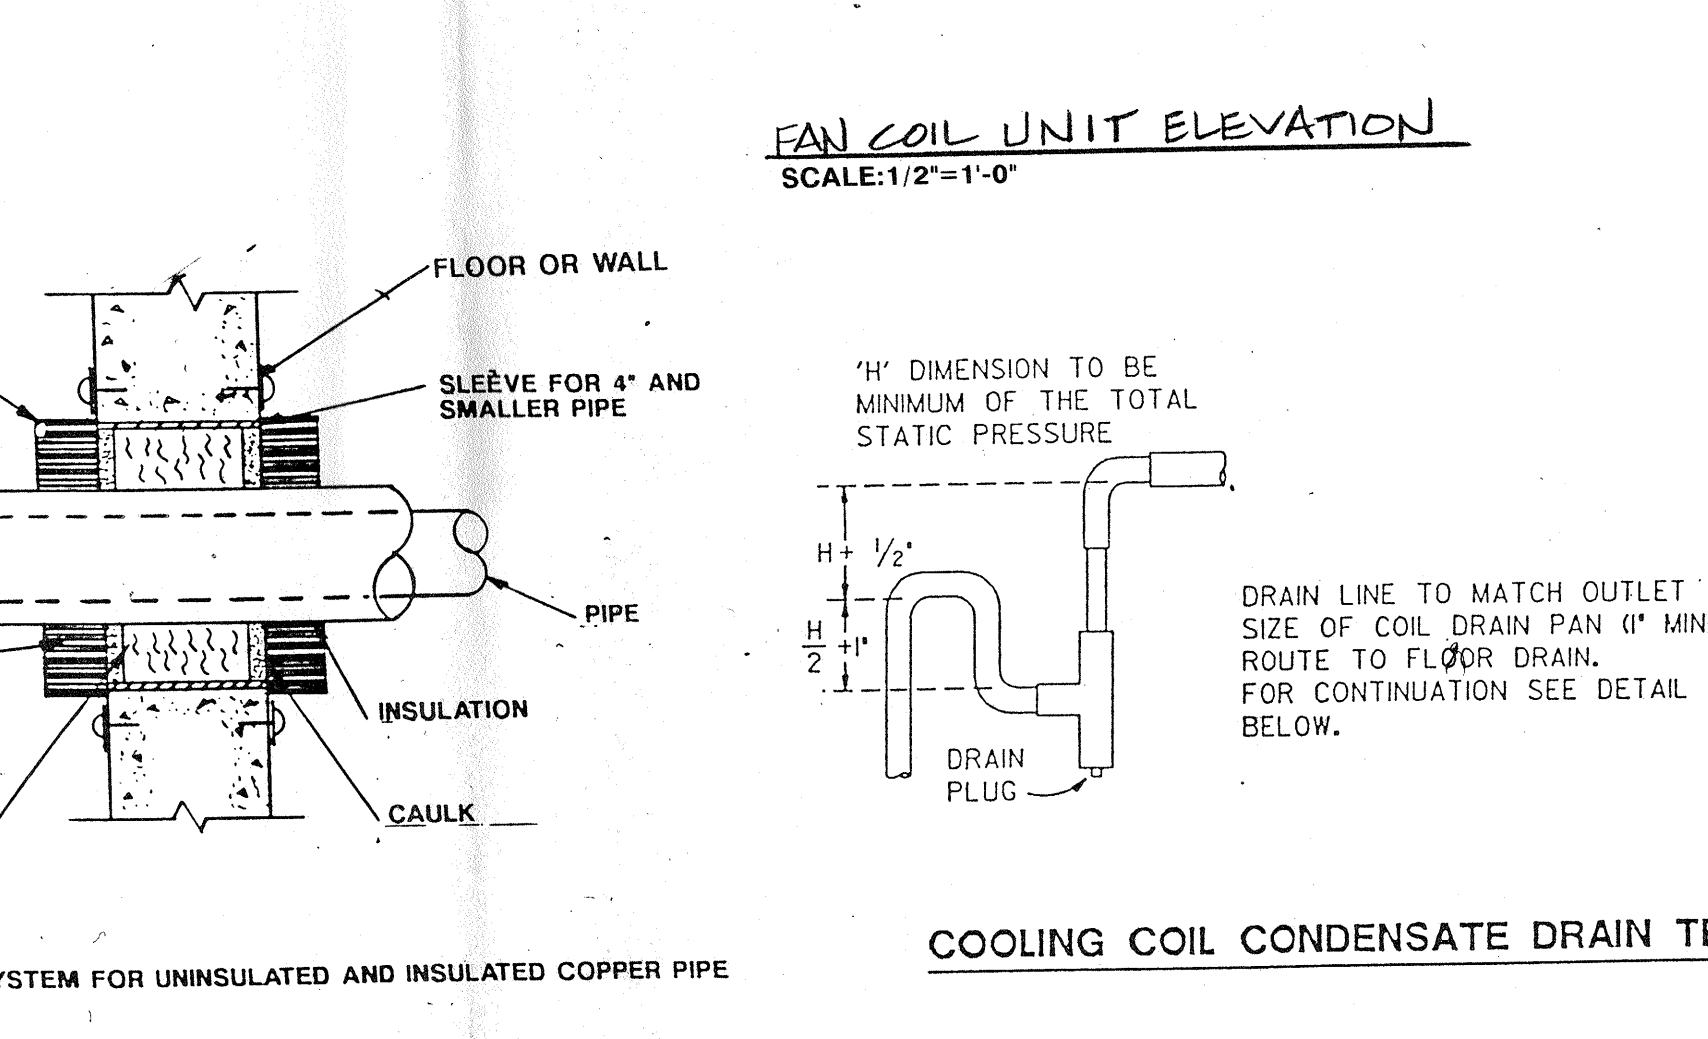 FAN COIL UNIT ELEVATION
SCALE:1/2"=1'-0"
FLOOR OR WALL
SLEEVE FOR 4" AND
SMALLER PIPE
PIPE
INSULATION
CAULK
YSTEM FOR UNINSULATED AND INSULATED COPPER PIPE
'H' DIMENSION TO BE
MINIMUM OF THE TOTAL
STATIC PRESSURE
H+ 1/2"
H/2 +1"
DRAIN
PLUG
DRAIN LINE TO MATCH OUTLET
SIZE OF COIL DRAIN PAN (1" MIN
ROUTE TO FLOOR DRAIN.
FOR CONTINUATION SEE DETAIL
BELOW.
COOLING COIL CONDENSATE DRAIN